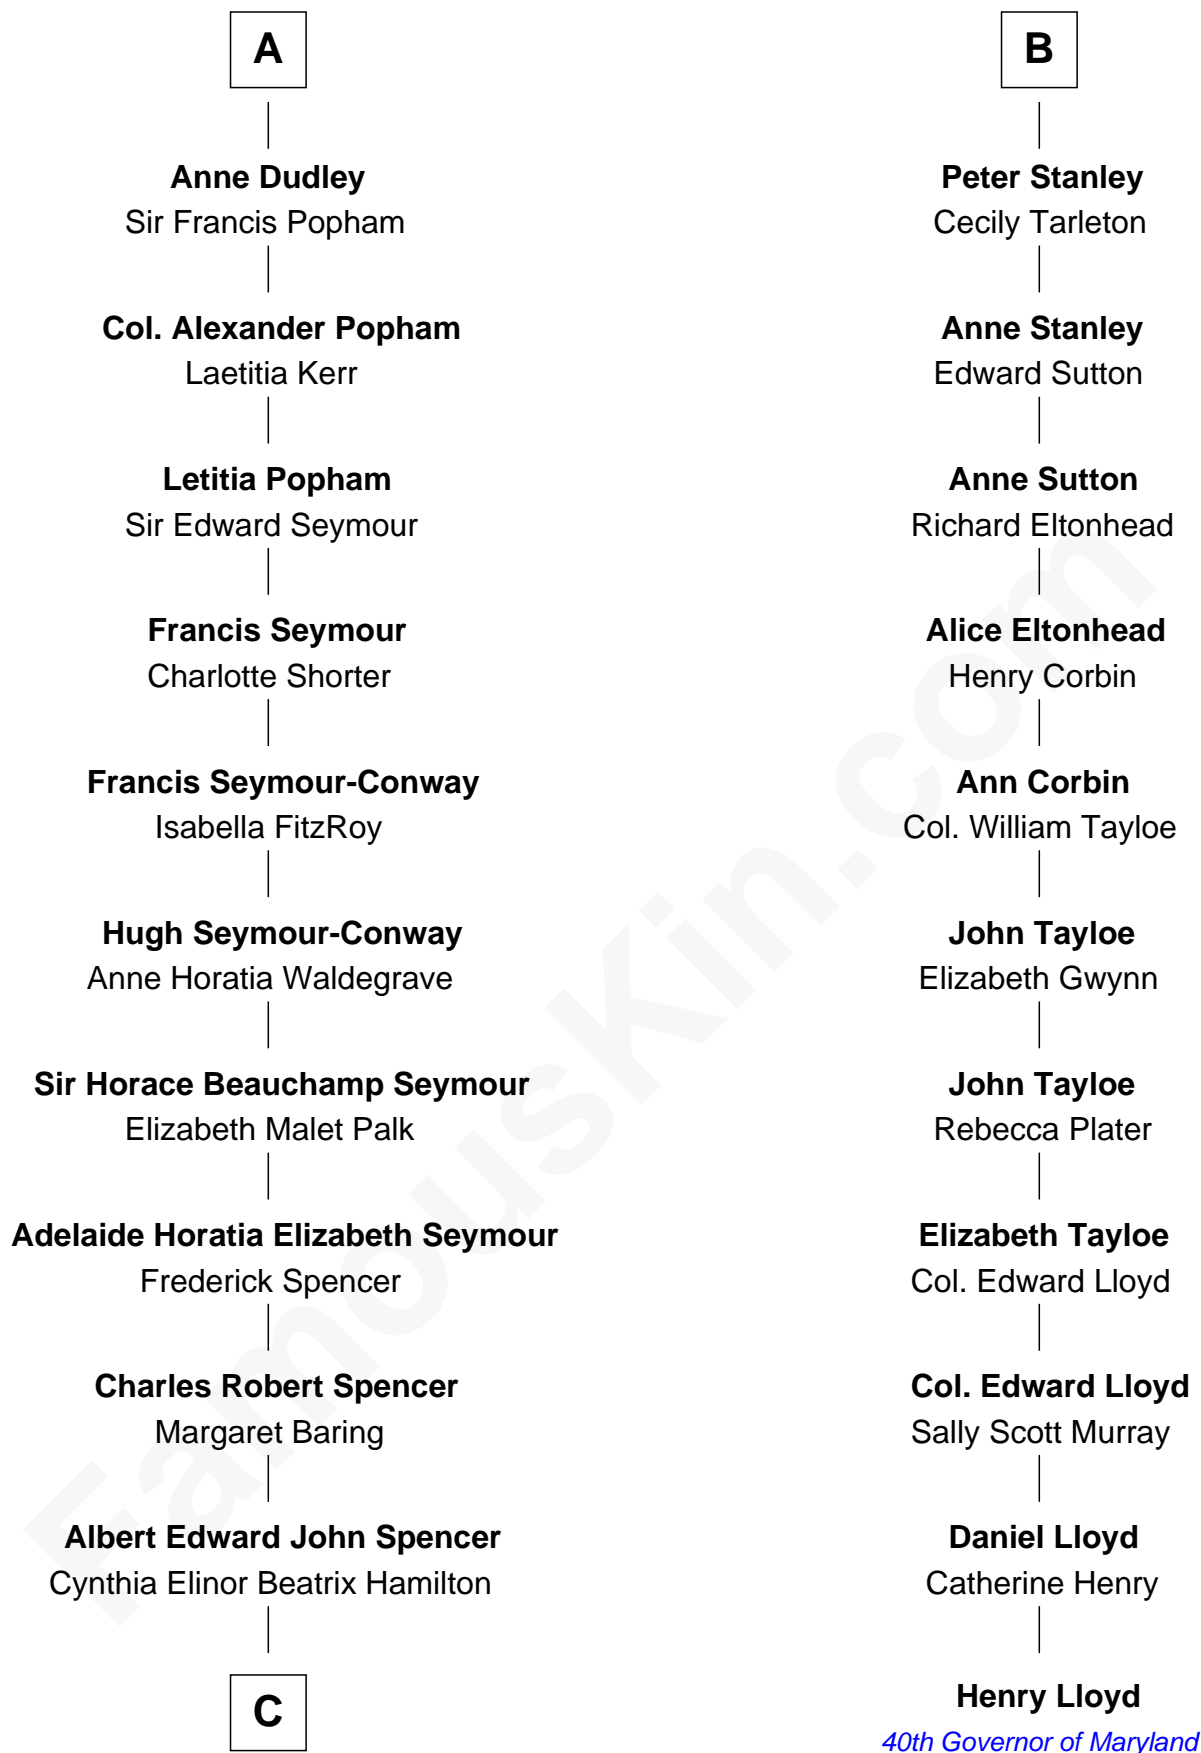 A
Anne Dudley
Sir Francis Popham
Col. Alexander Popham
Laetitia Kerr
Letitia Popham
Sir Edward Seymour
Francis Seymour
Charlotte Shorter
Francis Seymour-Conway
Isabella FitzRoy
Hugh Seymour-Conway
Anne Horatia Waldegrave
Sir Horace Beauchamp Seymour
Elizabeth Malet Palk
Adelaide Horatia Elizabeth Seymour
Frederick Spencer
Charles Robert Spencer
Margaret Baring
Albert Edward John Spencer
Cynthia Elinor Beatrix Hamilton
C
B
Peter Stanley
Cecily Tarleton
Anne Stanley
Edward Sutton
Anne Sutton
Richard Eltonhead
Alice Eltonhead
Henry Corbin
Ann Corbin
Col. William Tayloe
John Tayloe
Elizabeth Gwynn
John Tayloe
Rebecca Plater
Elizabeth Tayloe
Col. Edward Lloyd
Col. Edward Lloyd
Sally Scott Murray
Daniel Lloyd
Catherine Henry
Henry Lloyd
40th Governor of Maryland
FamousKin.com